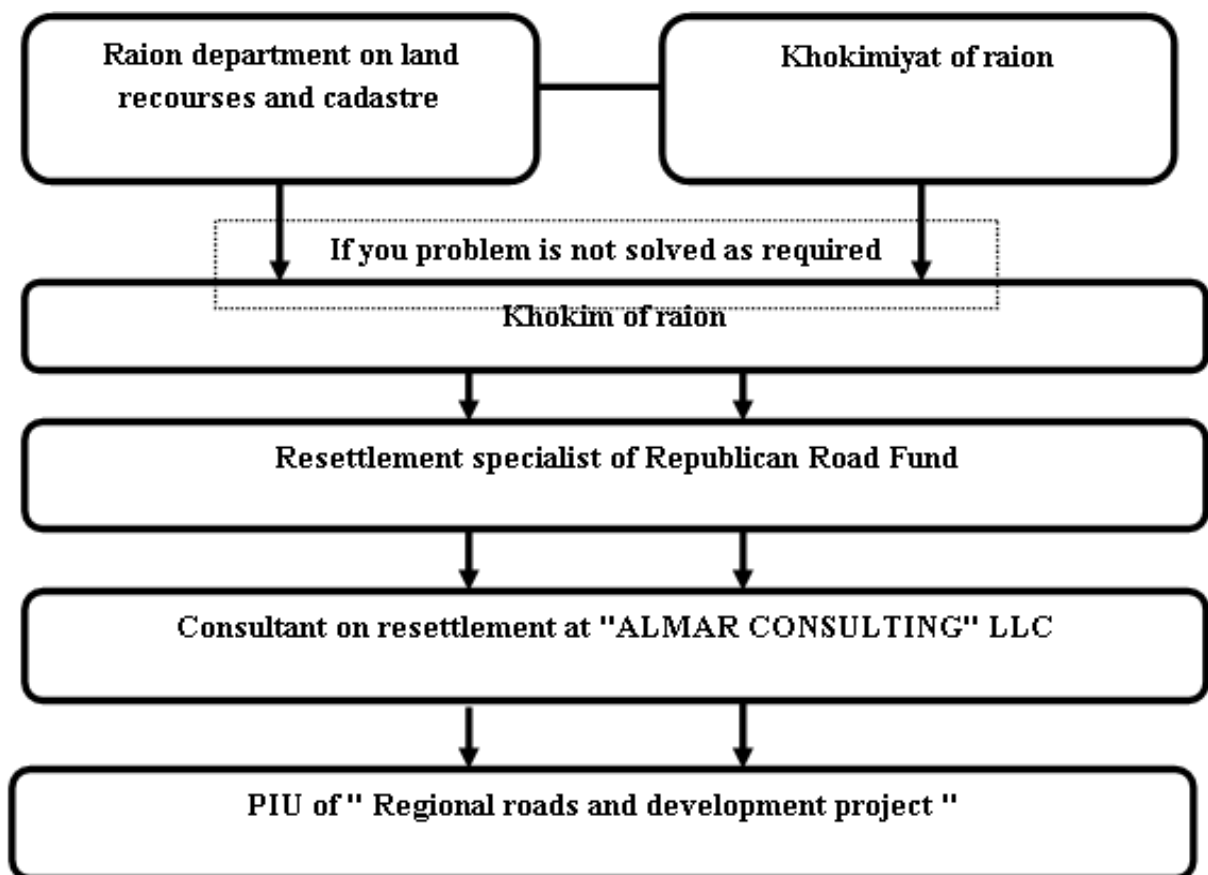 Raion department on land
recourses and cadastre
Khokimiyat of raion
If you problem is not solved as required
Khokim of raion
Resettlement specialist of Republican Road Fund
Consultant on resettlement at "ALMAR CONSULTING" LLC
PIU of " Regional roads and development project "